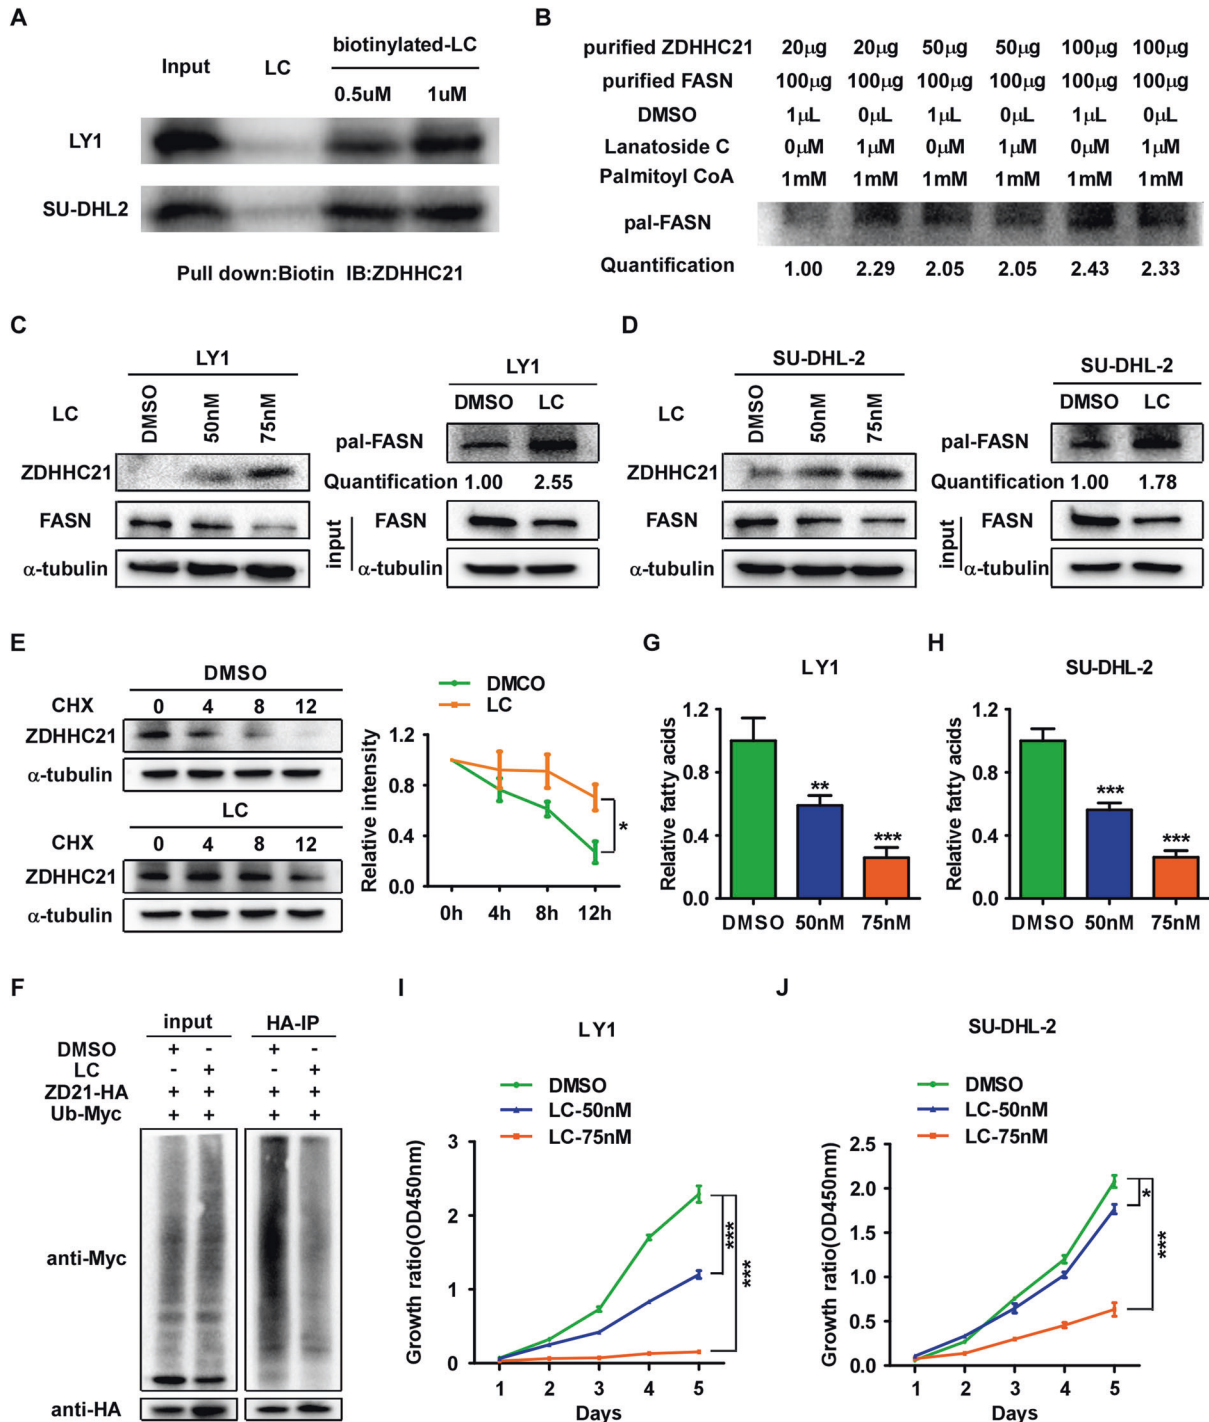 A
Input LC biotinylated-LC
0.5uM 1uM
LY1
SU-DHL2
Pull down:Biotin IB:ZDHHC21
B
purified ZDHHC21 20μg 20μg 50μg 50μg 100μg 100μg
purified FASN 100μg 100μg 100μg 100μg 100μg 100μg
DMSO 1μL 0μL 1μL 0μL 1μL 0μL
Lanatoside C 0μM 1μM 0μM 1μM 0μM 1μM
Palmitoyl CoA 1mM 1mM 1mM 1mM 1mM 1mM
pal-FASN
Quantification 1.00 2.29 2.05 2.05 2.43 2.33
C
LY1
LC DMSO 50nM 75nM
ZDHHC21
FASN
α-tubulin
LY1
DMSO LC
pal-FASN
Quantification 1.00 2.55
input
FASN
α-tubulin
D
SU-DHL-2
LC DMSO 50nM 75nM
ZDHHC21
FASN
α-tubulin
SU-DHL-2
DMSO LC
pal-FASN
Quantification 1.00 1.78
input
FASN
α-tubulin
E
DMSO
CHX 0 4 8 12
ZDHHC21
α-tubulin
LC
CHX 0 4 8 12
ZDHHC21
α-tubulin
DMCO
LC
Relative intensity
1.2
0.8
0.4
0.0
*
0h 4h 8h 12h
G
LY1
Relative fatty acids
1.2
0.8
0.4
0.0
**
***
DMSO 50nM 75nM
H
SU-DHL-2
Relative fatty acids
1.2
0.8
0.4
0.0
***
***
DMSO 50nM 75nM
F
input HA-IP
DMSO + - + -
LC - + - +
ZD21-HA + + + +
Ub-Myc + + + +
anti-Myc
anti-HA
I
LY1
DMSO
LC-50nM
LC-75nM
Growth ratio(OD450nm)
3
2
1
0
***
***
1 2 3 4 5
Days
J
SU-DHL-2
DMSO
LC-50nM
LC-75nM
Growth ratio(OD450nm)
2.5
2.0
1.5
1.0
0.5
0.0
*
***
1 2 3 4 5
Days